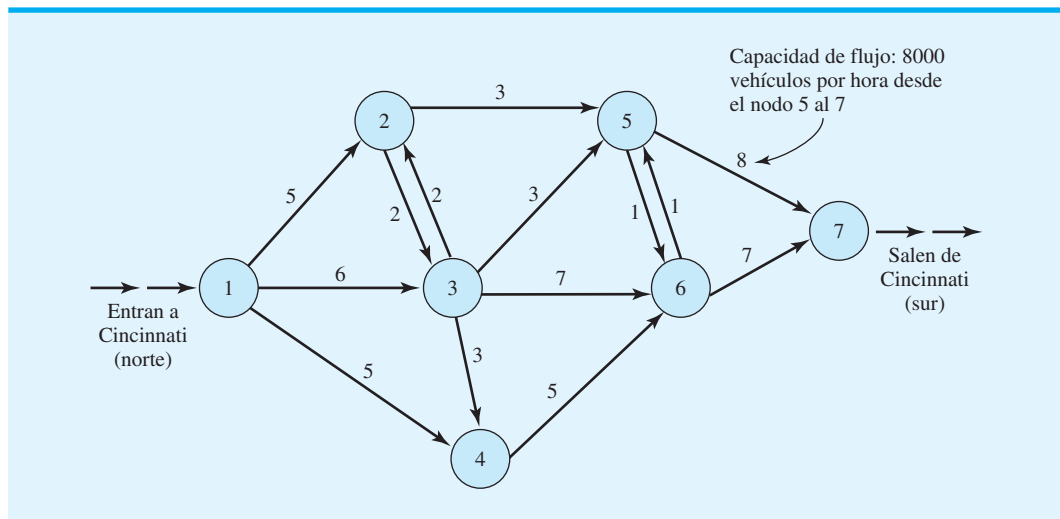 Capacidad de flujo: 8000
vehículos por hora desde
el nodo 5 al 7
3
2
5
8
5
2
2
3
1
1
7
7
Salen de
Cincinnati
(sur)
1
6
3
7
6
Entran a
Cincinnati
(norte)
5
3
5
4